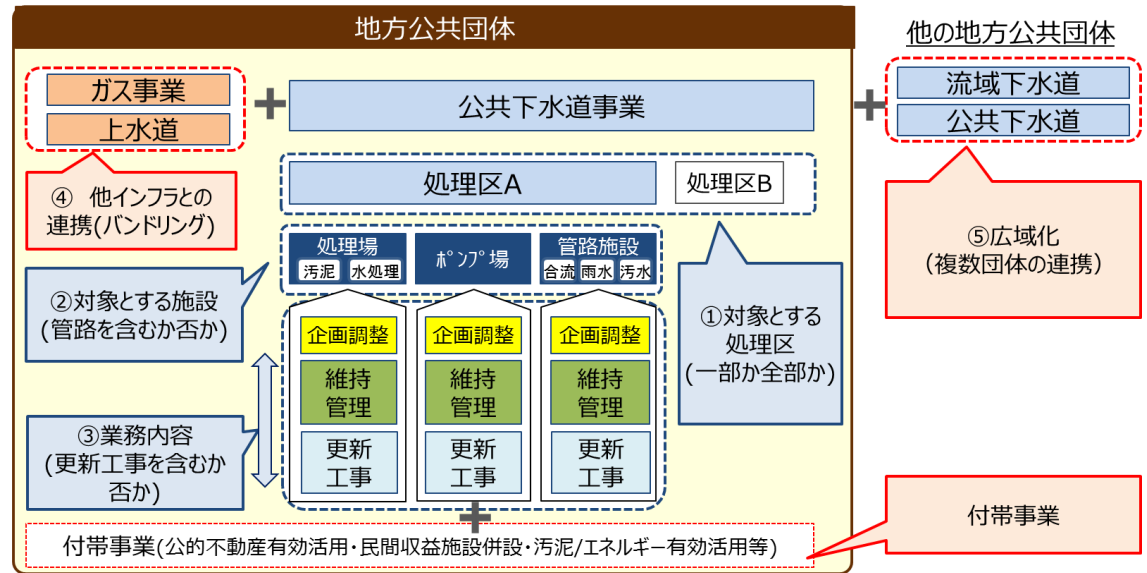 地方公共団体
他の地方公共団体
ガス事業
上水道
公共下水道事業
流域下水道
公共下水道
④ 他インフラとの
連携(バンドリング)
処理区A
処理区B
⑤広域化
(複数団体の連携)
処理場
汚泥
水処理
ﾎﾟﾝﾌﾟ場
管路施設
合流
雨水
汚水
②対象とする施設
(管路を含むか否か)
①対象とする
処理区
(一部か全部か)
企画調整
企画調整
企画調整
維持
管理
維持
管理
維持
管理
③業務内容
(更新工事を含むか
否か)
更新
工事
更新
工事
更新
工事
付帯事業(公的不動産有効活用・民間収益施設併設・汚泥/エネルギー有効活用等)
付帯事業